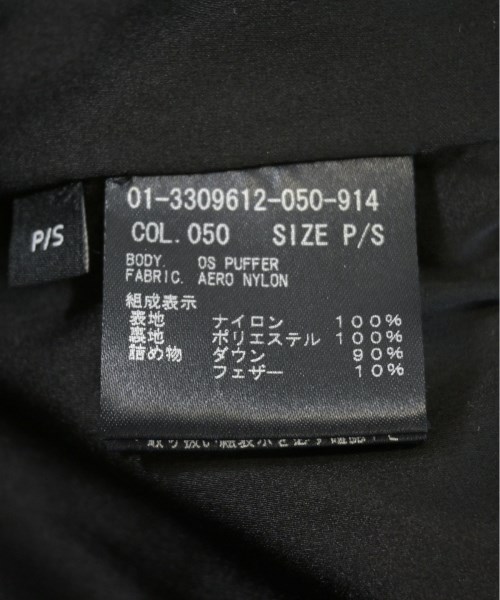 P/S
01-3309612-050-914
COL. 050 SIZE P/S
BODY. OS PUFFER
FABRIC. AERO NYLON
組成表示
表地 ナイロン 100%
裏地 ポリエステル 100%
詰め物 ダウン 90%
フェザー 10%